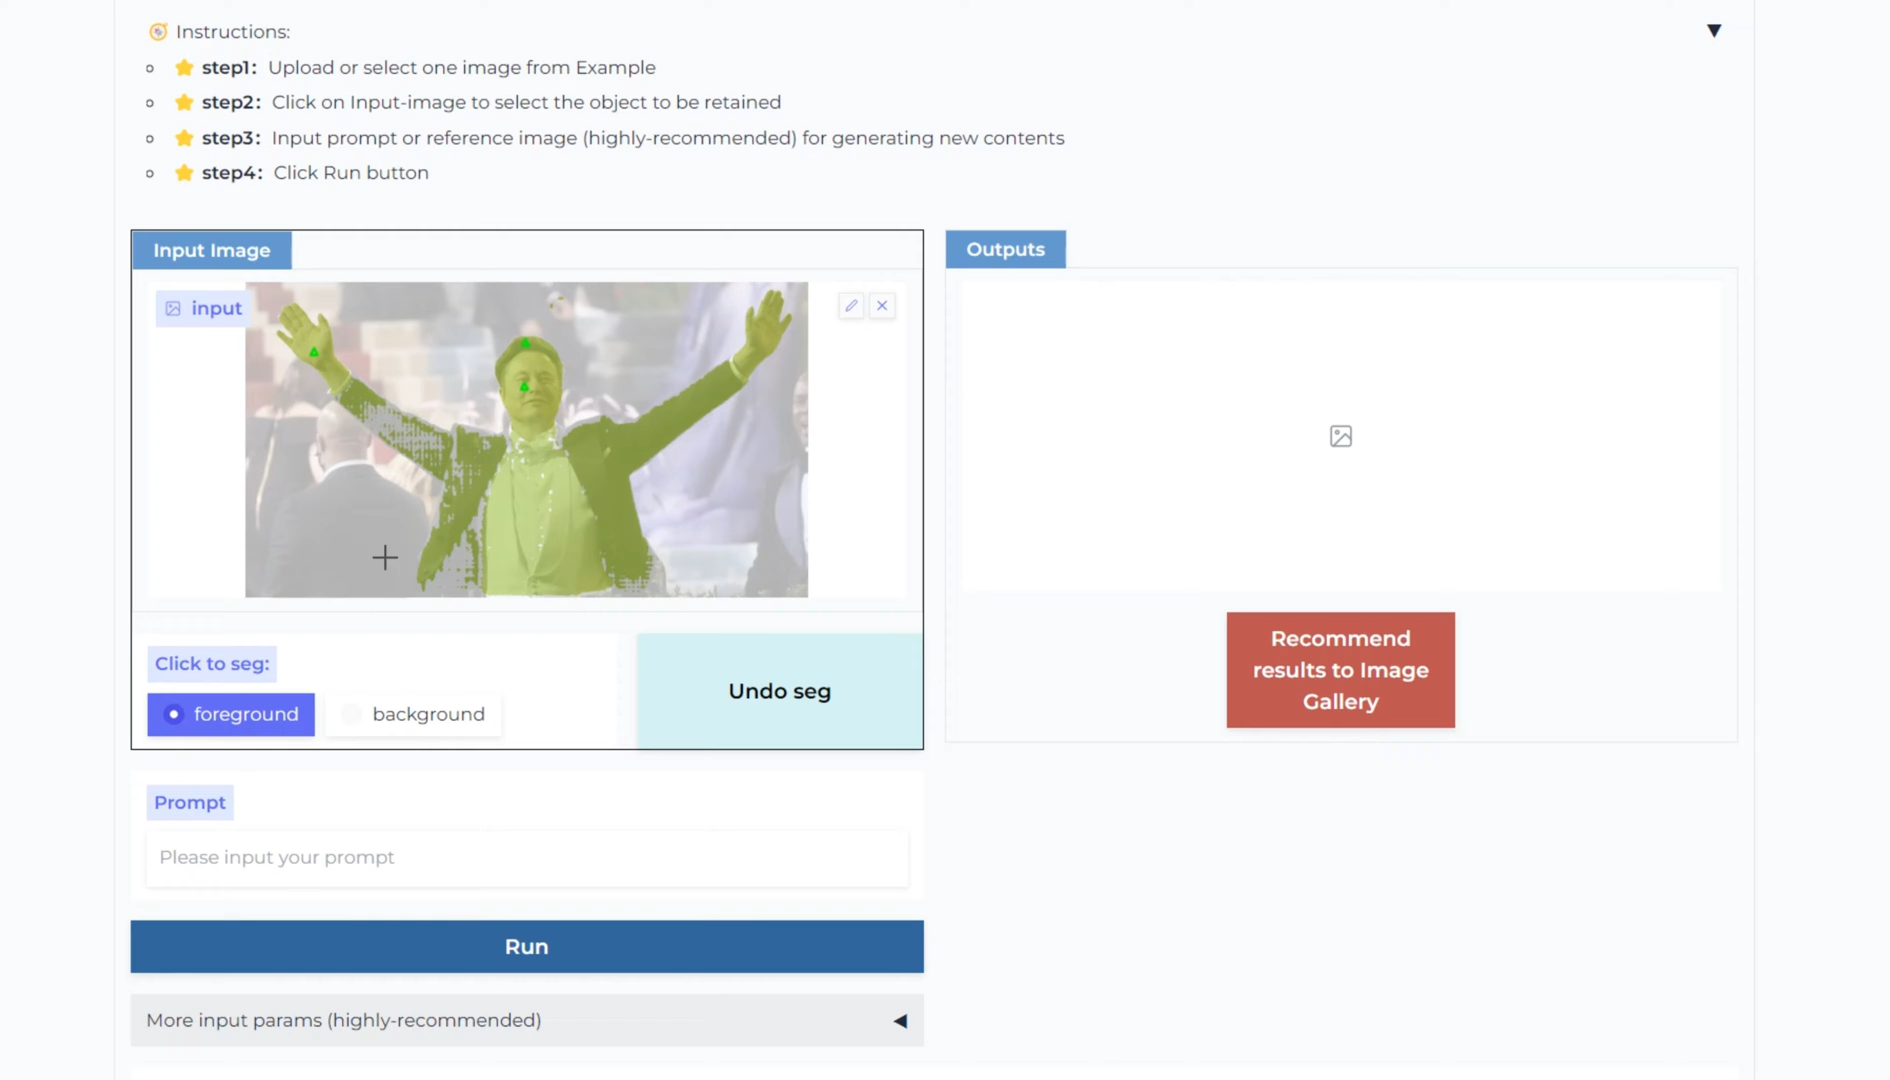 Instructions:
step1: Upload or select one image from Example
step2: Click on Input-image to select the object to be retained
step3: Input prompt or reference image (highly-recommended) for generating new contents
step4: Click Run button
Input Image
input
Outputs
Recommend
results to Image
Gallery
Click to seg:
foreground
background
Undo seg
Prompt
Please input your prompt
Run
More input params (highly-recommended)